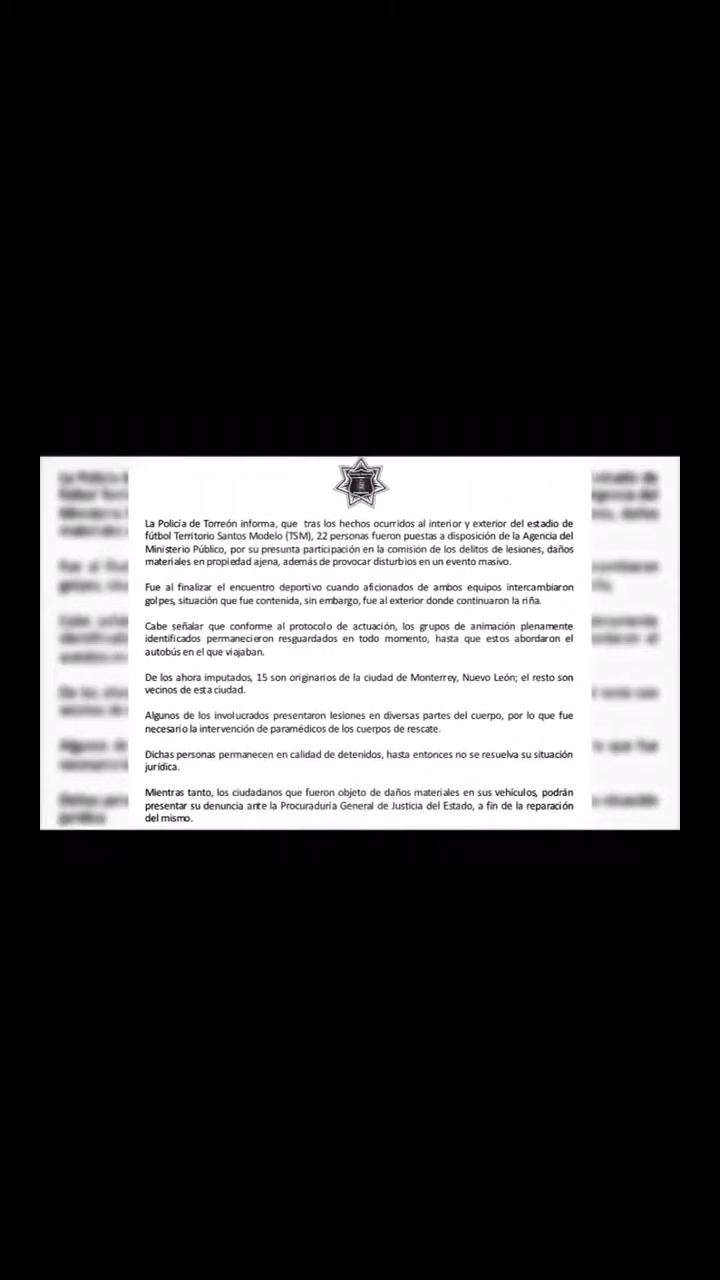 La Policía de Torreón informa, que tras los hechos ocurridos al interior y exterior del estadio de
fútbol Territorio Santos Modelo (TSM), 22 personas fueron puestas a disposición de la Agencia del
Ministerio Público, por su presunta participación en la comisión de los delitos de lesiones, daños
materiales en propiedad ajena, además de provocar disturbios en un evento masivo.
Fue al finalizar el encuentro deportivo cuando aficionados de ambos equipos intercambiaron
golpes, situación que fue contenida, sin embargo, fue al exterior donde continuaron la riña.
Cabe señalar que conforme al protocolo de actuación, los grupos de animación plenamente
identificados permanecieron resguardados en todo momento, hasta que estos abordaron el
autobús en el que viajaban.
De los ahora imputados, 15 son originarios de la ciudad de Monterrey, Nuevo León; el resto son
vecinos de esta ciudad.
Algunos de los involucrados presentaron lesiones en diversas partes del cuerpo, por lo que fue
necesario la intervención de paramédicos de los cuerpos de rescate.
Dichas personas permanecen en calidad de detenidos, hasta entonces no se resuelva su situación
jurídica.
Mientras tanto, los ciudadanos que fueron objeto de daños materiales en sus vehículos, podrán
presentar su denuncia ante la Procuraduría General de Justicia del Estado, a fin de la reparación
del mismo.